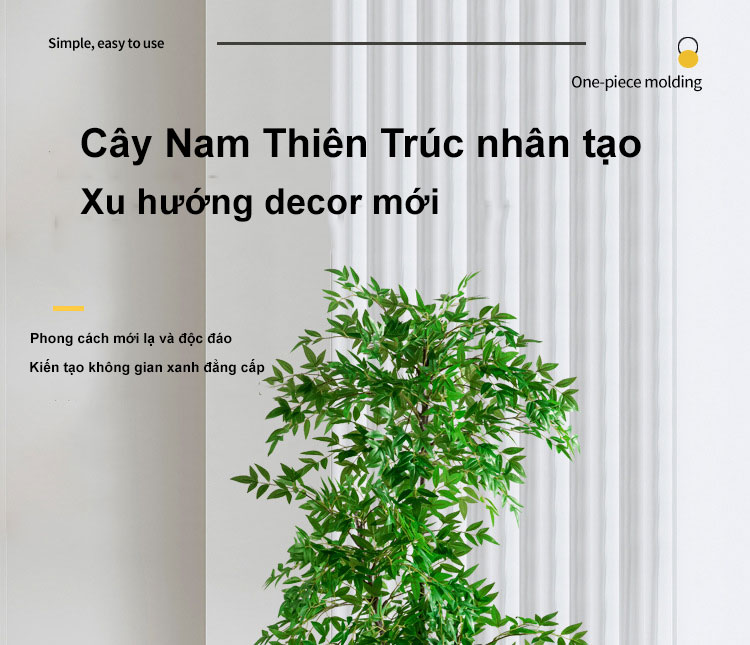 Simple, easy to use
One-piece molding
Cây Nam Thiên Trúc nhân tạo
Xu hướng decor mới
Phong cách mới lạ và độc đáo
Kiến tạo không gian xanh đẳng cấp